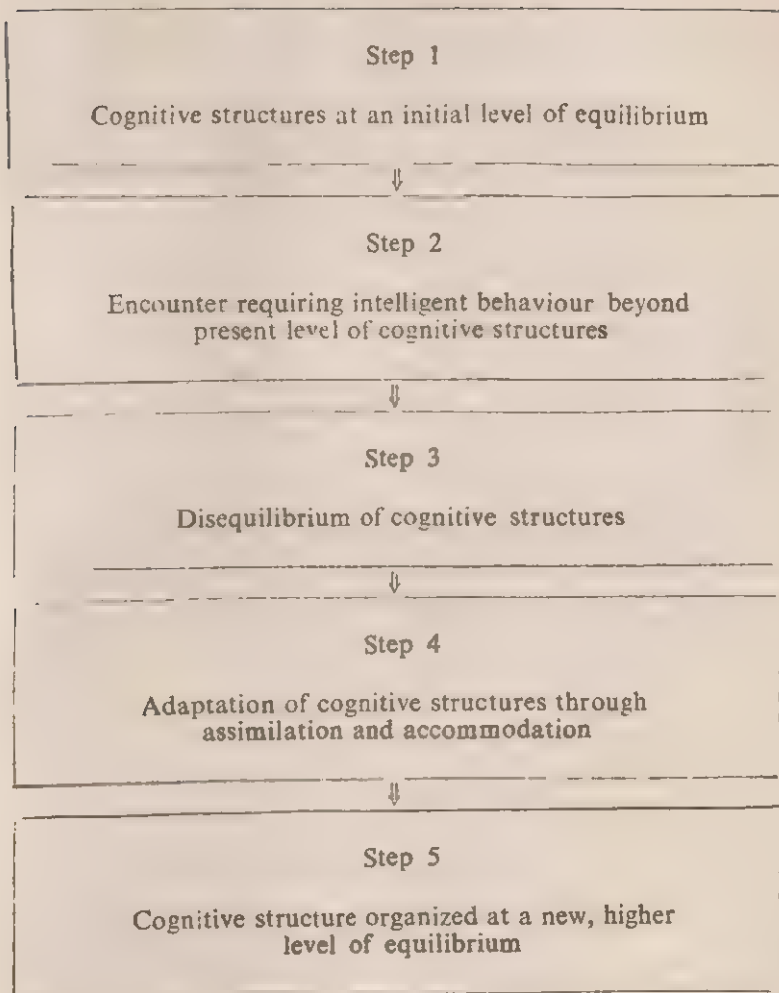 Step 1
Cognitive structures at an initial level of equilibrium
⇓
Step 2
Encounter requiring intelligent behaviour beyond
present level of cognitive structures
⇓
Step 3
Disequilibrium of cognitive structures
⇓
Step 4
Adaptation of cognitive structures through
assimilation and accommodation
⇓
Step 5
Cognitive structure organized at a new, higher
level of equilibrium